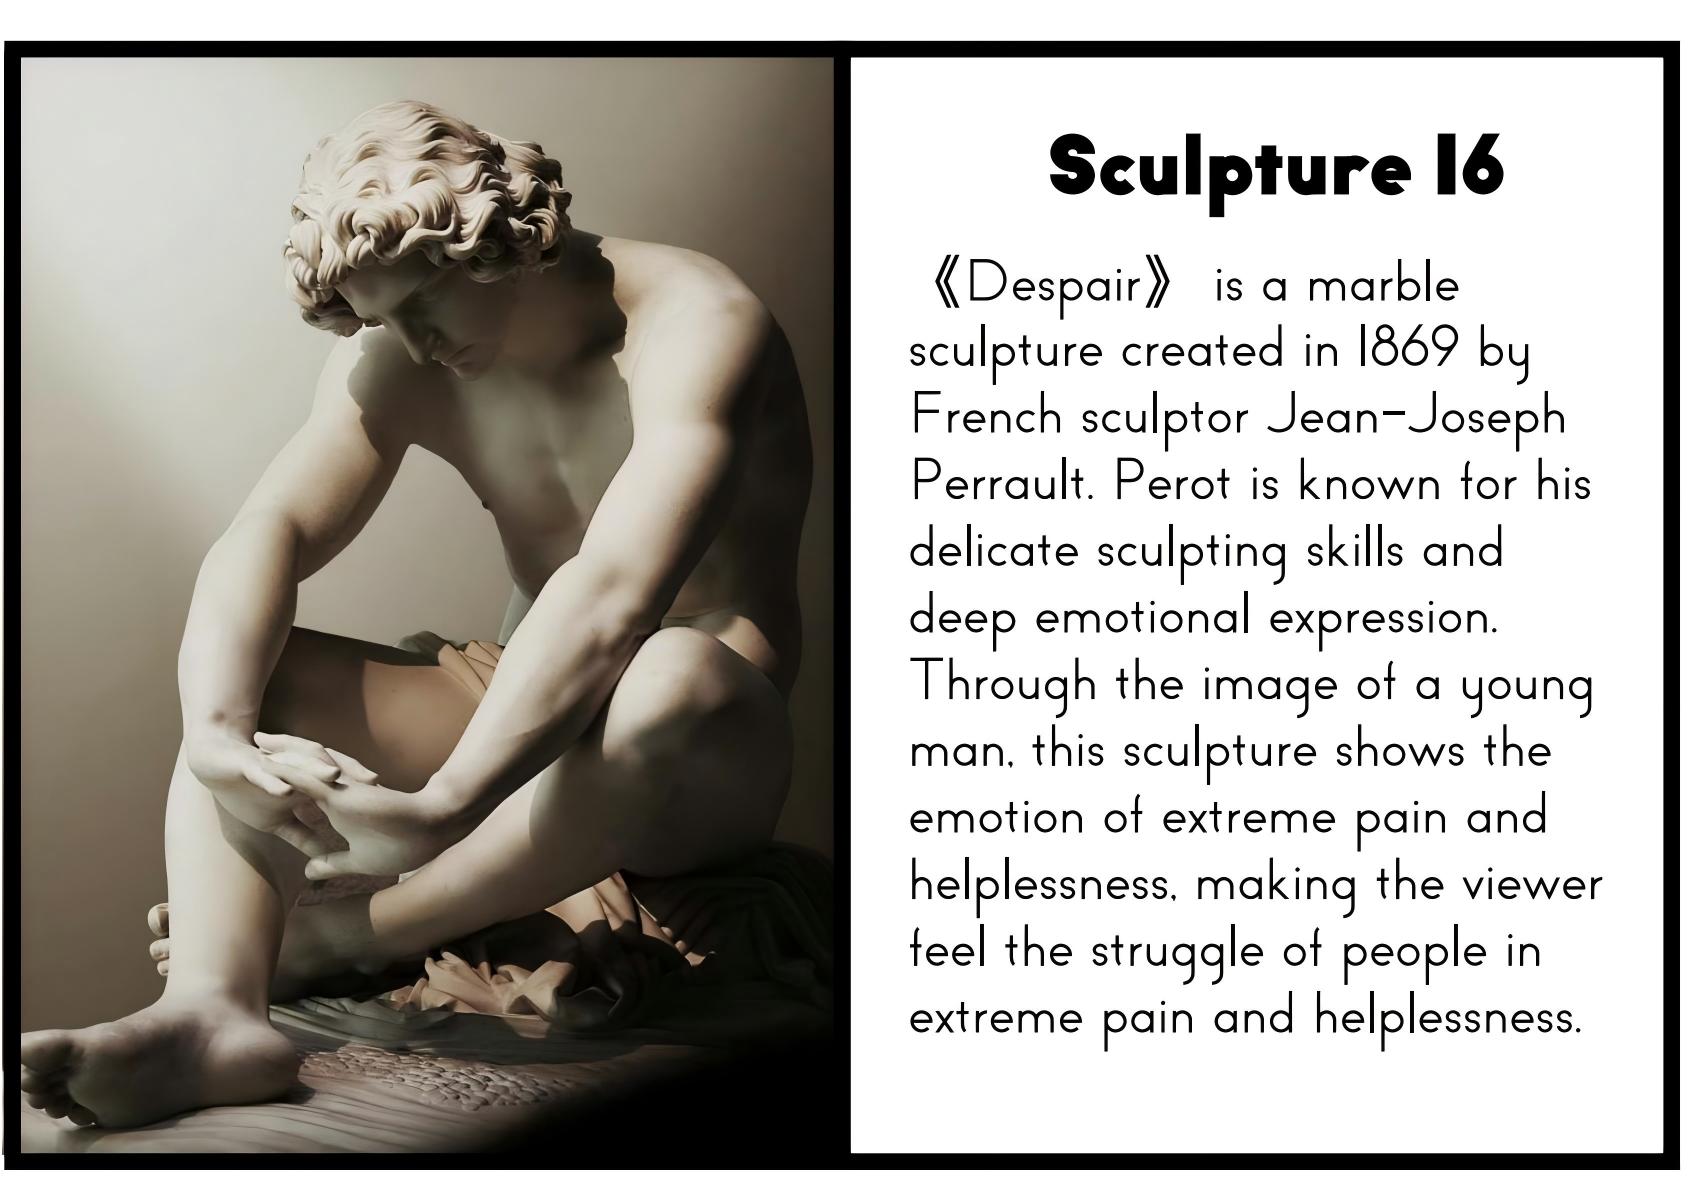 Sculpture 16
《Despair》 is a marble
sculpture created in 1869 by
French sculptor Jean-Joseph
Perrault. Perot is known for his
delicate sculpting skills and
deep emotional expression.
Through the image of a young
man, this sculpture shows the
emotion of extreme pain and
helplessness, making the viewer
feel the struggle of people in
extreme pain and helplessness.